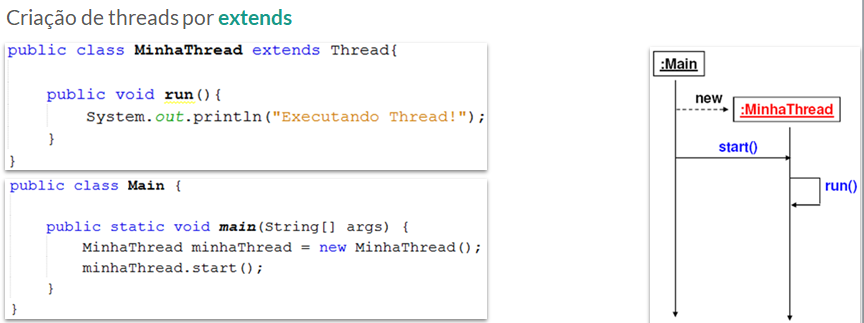 Criação de threads por extends
public class MinhaThread extends Thread{
public void run(){
System.out.println("Executando Thread!");
}
}
public class Main {
public static void main(String[] args) {
MinhaThread minhaThread = new MinhaThread();
minhaThread.start();
}
}
:Main
new
:MinhaThread
start()
run()